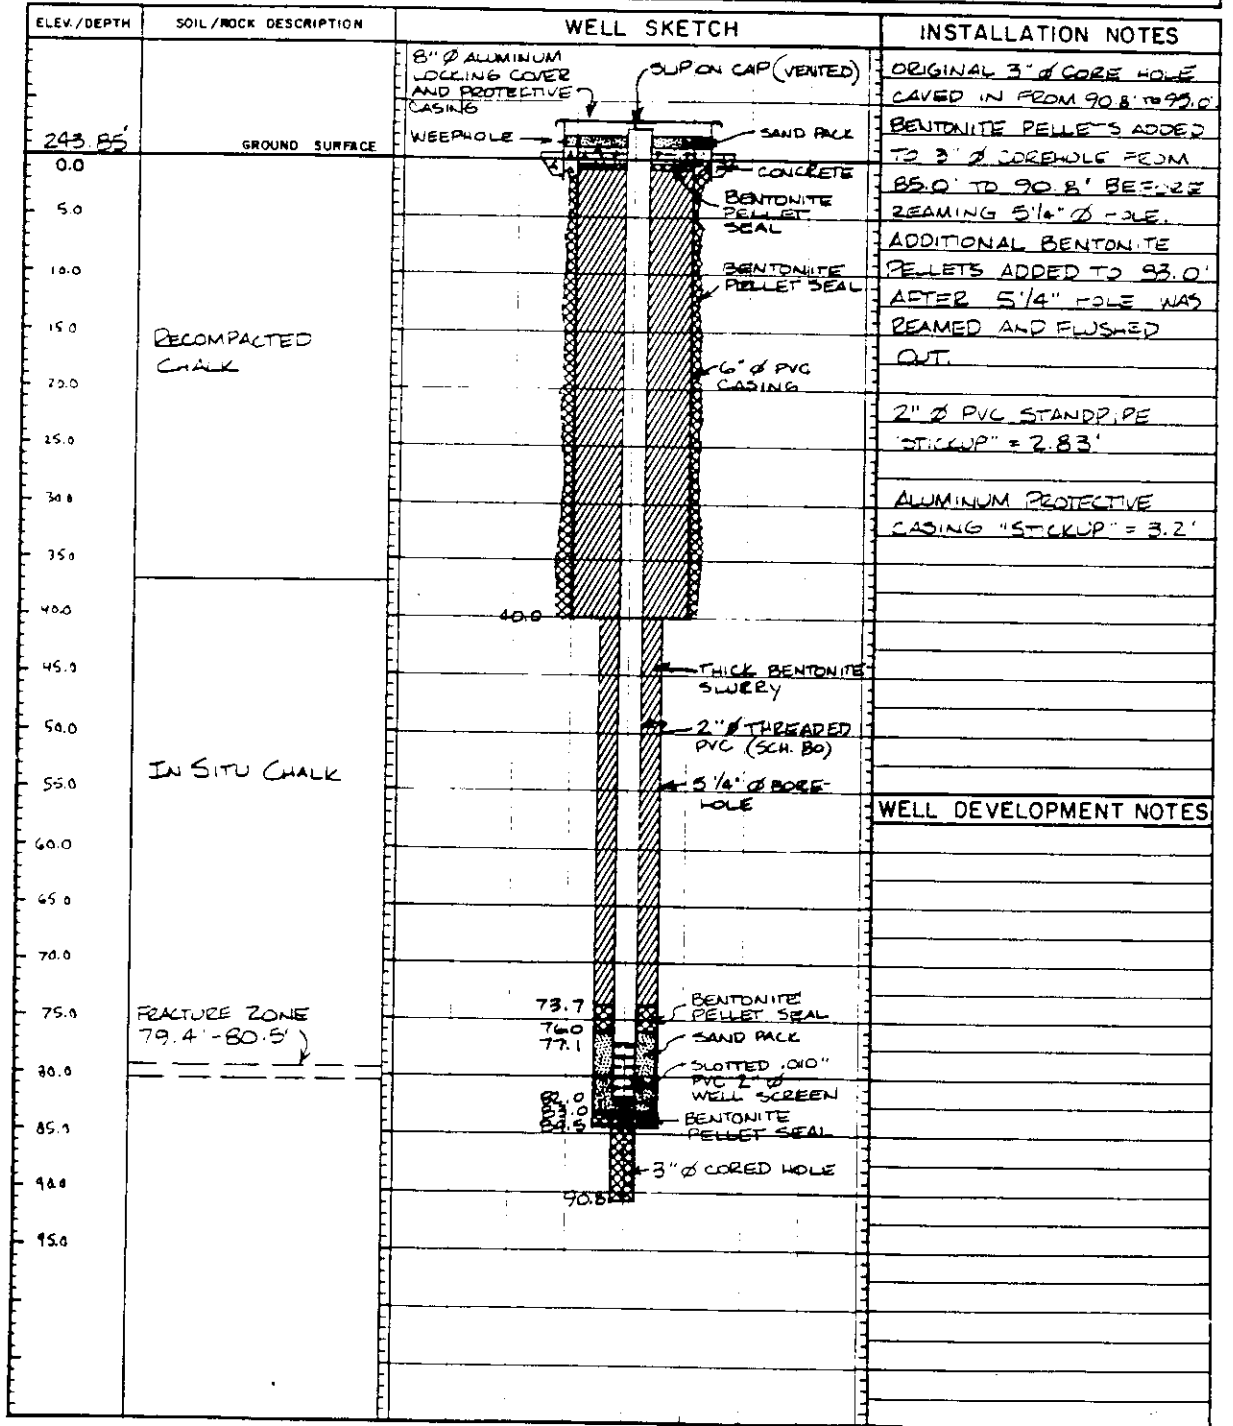 ELEV./DEPTH
SOIL/ROCK DESCRIPTION
WELL SKETCH
INSTALLATION NOTES
243.85'
GROUND SURFACE
0.0
5.0
10.0
15.0
20.0
25.0
30.0
35.0
40.0
45.0
50.0
55.0
60.0
65.0
70.0
75.0
80.0
85.0
90.0
95.0
RECOMPACTED
CHALK
IN SITU CHALK
FRACTURE ZONE
79.4'-80.5'
8" Ø ALUMINUM
LOCKING COVER
AND PROTECTIVE
CASING
WEEPHOLE
SLIP ON CAP (VENTED)
SAND PACK
CONCRETE
BENTONITE
PELLET
SEAL
BENTONITE
PELLET SEAL
6" Ø PVC
CASING
40.0
THICK BENTONITE
SLURRY
2" Ø THREADED
PVC (SCH. 80)
5 1/4" Ø BORE-
HOLE
73.7
76.0
77.1
BENTONITE
PELLET SEAL
SAND PACK
SLOTTED .010"
PVC 2" Ø
WELL SCREEN
82.0
83.0
84.5
BENTONITE
PELLET SEAL
3" Ø CORED HOLE
90.8
ORIGINAL 3" Ø CORE HOLE
CAVED IN FROM 90.8' TO 95.0'
BENTONITE PELLETS ADDED
TO 3" Ø COREHOLE FROM
85.0' TO 90.8' BEFORE
REAMING 5 1/4" Ø HOLE.
ADDITIONAL BENTONITE
PELLETS ADDED TO 83.0'
AFTER 5 1/4" HOLE WAS
REAMED AND FLUSHED
OUT.
2" Ø PVC STANDPIPE
"STICKUP" = 2.83'
ALUMINUM PROTECTIVE
CASING "STICKUP" = 3.2'
WELL DEVELOPMENT NOTES